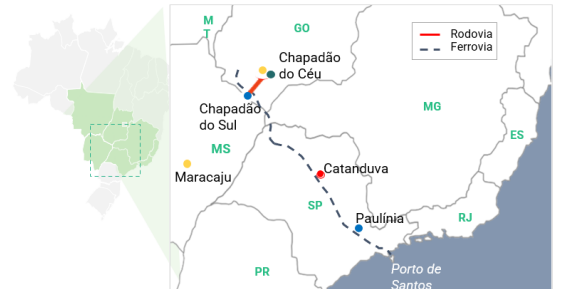 M
T
GO
Rodovia
Ferrovia
Chapadão
do Céu
Chapadão
do Sul
MG
ES
MS
Catanduva
Maracaju
SP
Paulínia
RJ
PR
Porto de
Santos